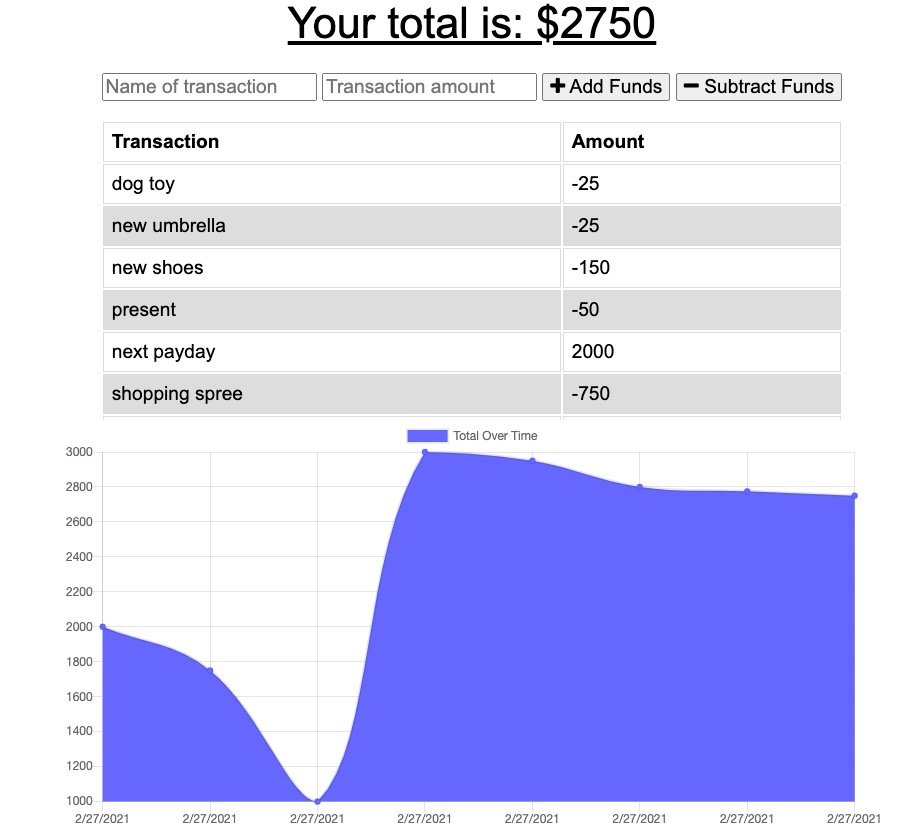 Your total is: $2750
Name of transaction Transaction amount + Add Funds − Subtract Funds
Transaction Amount
dog toy -25
new umbrella -25
new shoes -150
present -50
next payday 2000
shopping spree -750
Total Over Time
3000
2800
2600
2400
2200
2000
1800
1600
1400
1200
1000
2/27/2021 2/27/2021 2/27/2021 2/27/2021 2/27/2021 2/27/2021 2/27/2021 2/27/2021